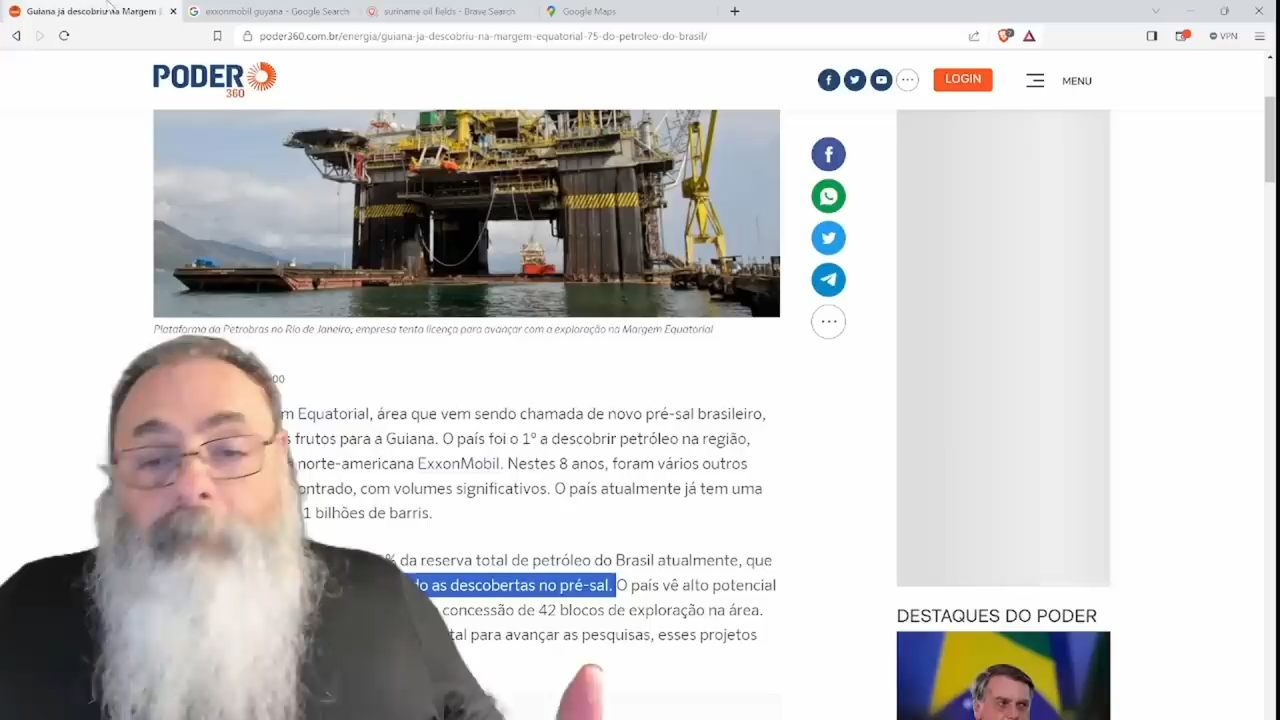 Guiana já descobriu na Margem
exxonmobil guyana - Google Search
suriname oil fields - Brave Search
Google Maps
poder360.com.br/energia/guiana-ja-descobriu-na-margem-equatorial-75-do-petroleo-do-brasil/
VPN
PODER
360
LOGIN
MENU
Plataforma da Petrobras no Rio de Janeiro; empresa tenta licença para avançar com a exploração na Margem Equatorial
Equatorial, área que vem sendo chamada de novo pré-sal brasileiro,
frutos para a Guiana. O país foi o 1º a descobrir petróleo na região,
norte-americana ExxonMobil. Nestes 8 anos, foram vários outros
ontrado, com volumes significativos. O país atualmente já tem uma
1 bilhões de barris.
% da reserva total de petróleo do Brasil atualmente, que
do as descobertas no pré-sal. O país vê alto potencial
concessão de 42 blocos de exploração na área.
tal para avançar as pesquisas, esses projetos
DESTAQUES DO PODER